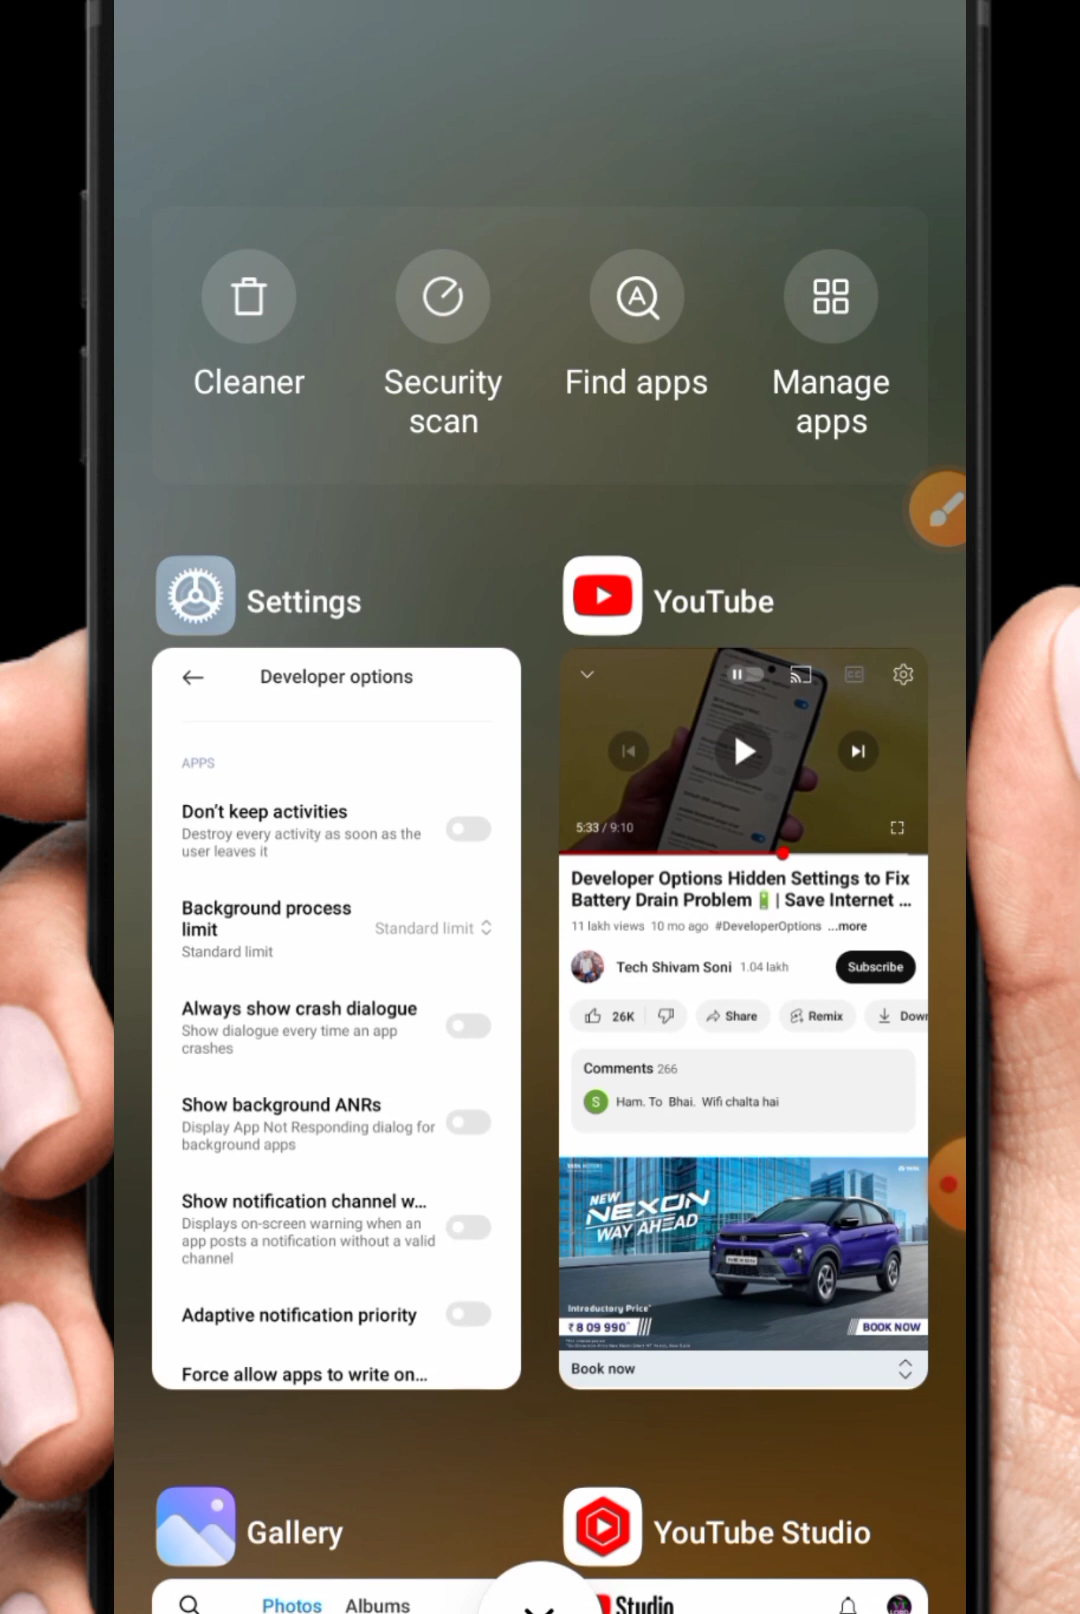 Cleaner
Security
scan
Find apps
Manage
apps
Settings
YouTube
Developer options
APPS
Don't keep activities
Destroy every activity as soon as the
user leaves it
Background process
limit
Standard limit
Standard limit
Always show crash dialogue
Show dialogue every time an app
crashes
Show background ANRs
Display App Not Responding dialog for
background apps
Show notification channel w...
Displays on-screen warning when an
app posts a notification without a valid
channel
Adaptive notification priority
Force allow apps to write on...
CC
5:33 / 9:10
Developer Options Hidden Settings to Fix
Battery Drain Problem 🔋 | Save Internet ...
11 lakh views 10 mo ago #DeveloperOptions ...more
Tech Shivam Soni 1.04 lakh
Subscribe
26K
Share
Remix
Down
Comments 266
S
Ham. To Bhai. Wifi chalta hai
TATA MOTORS
NEW
NEXON
WAY AHEAD
NEXON
Introductory Price*
₹ 8 09 990**
BOOK NOW
Book now
Gallery
YouTube Studio
Photos Albums
Studio